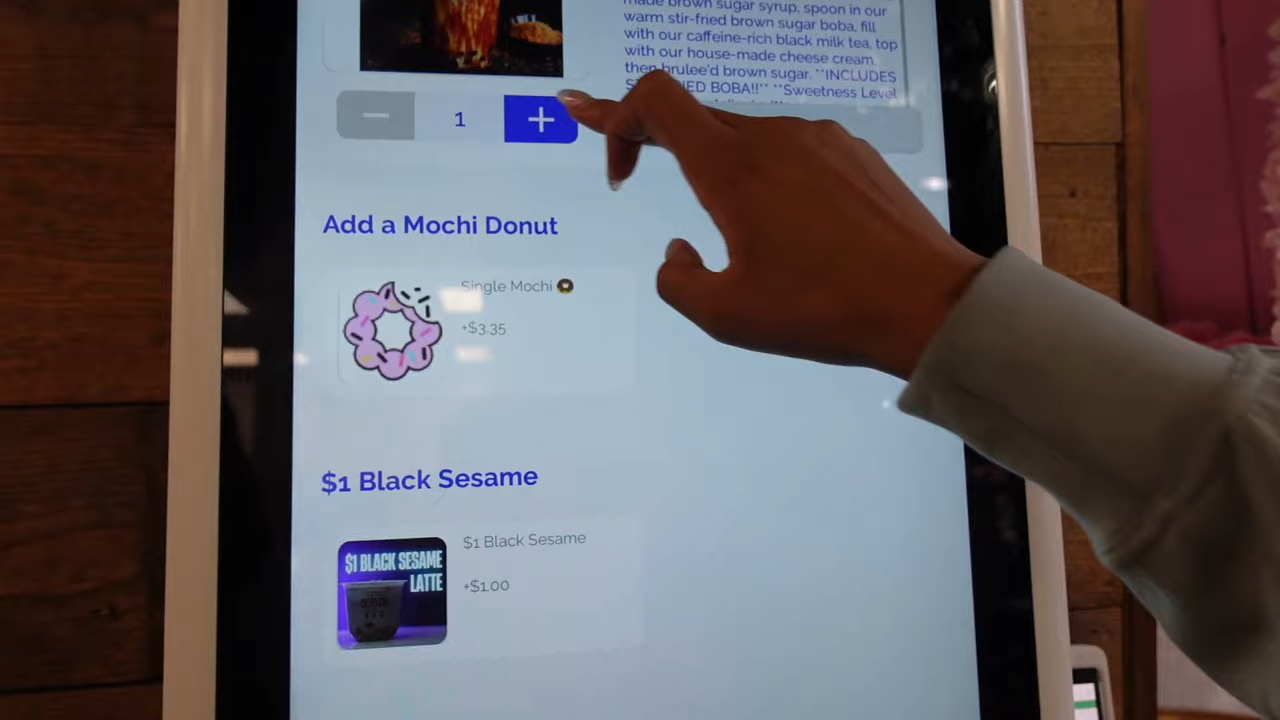 made brown sugar syrup, spoon in our
warm stir-fried brown sugar boba, fill
with our caffeine-rich black milk tea, top
with our house-made cheese cream,
then brulee'd brown sugar. **INCLUDES
BOBA!!** **Sweetness Level
1
Add a Mochi Donut
Single Mochi
+$3.35
$1 Black Sesame
$1 BLACK SESAME
LATTE
$1 Black Sesame
+$1.00